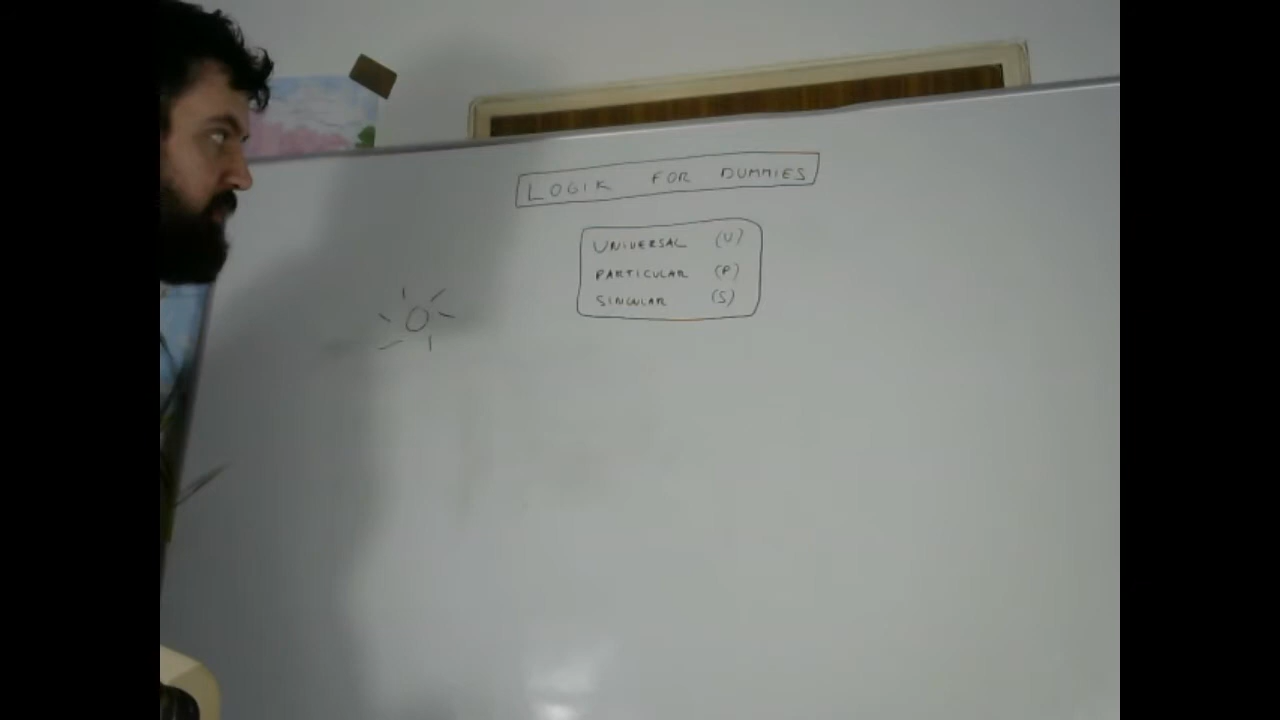 LOGIK FOR DUMMIES
UNIVERSAL (U)
PARTICULAR (P)
SINGULAR (S)